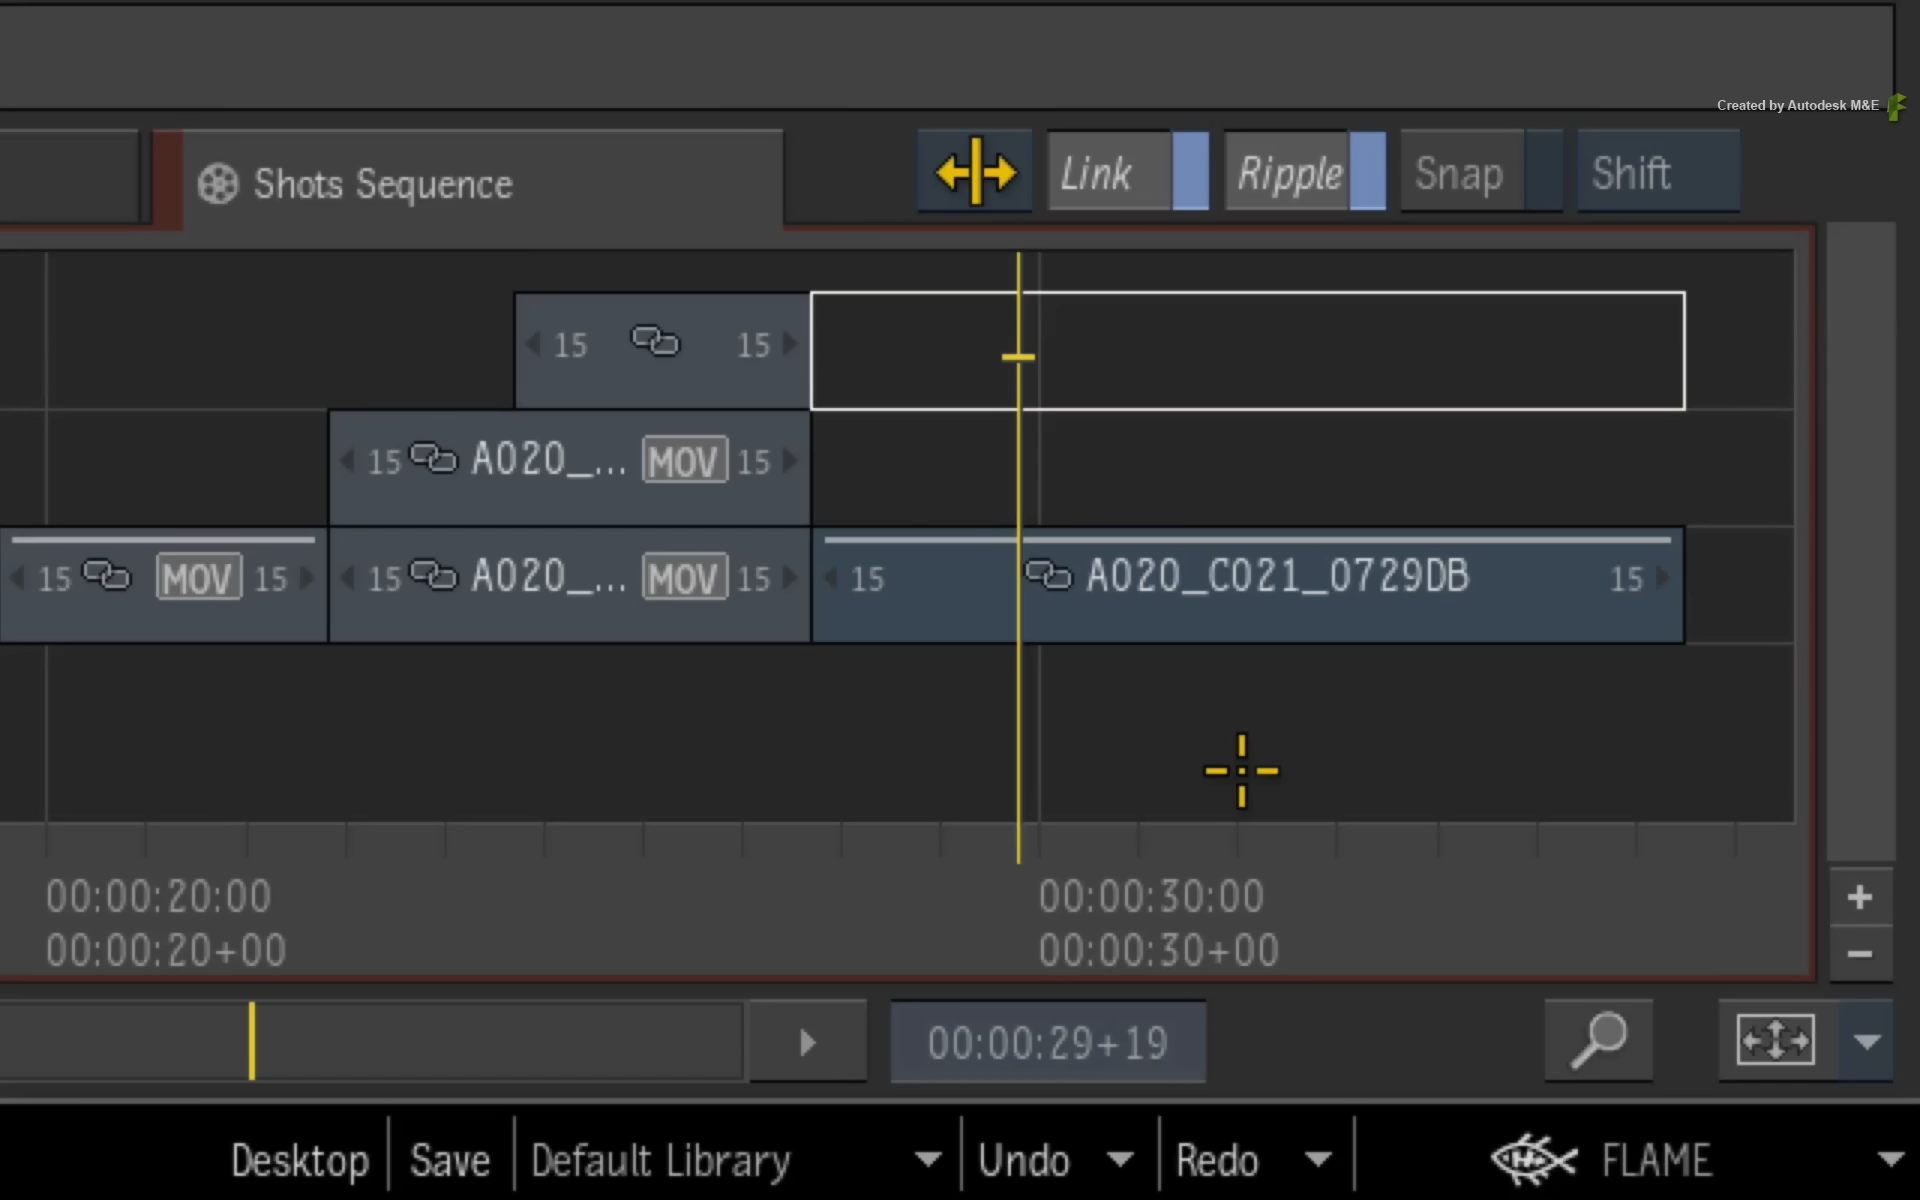 Created by Autodesk M&E
Shots Sequence
Link
Ripple
Snap
Shift
15 15
15 A020_... MOV 15
15 MOV 15
15 A020_... MOV 15
15 A020_C021_0729DB 15
00:00:20:00
00:00:30:00
00:00:20+00
00:00:30+00
+
-
00:00:29+19
Desktop
Save
Default Library
Undo
Redo
FLAME